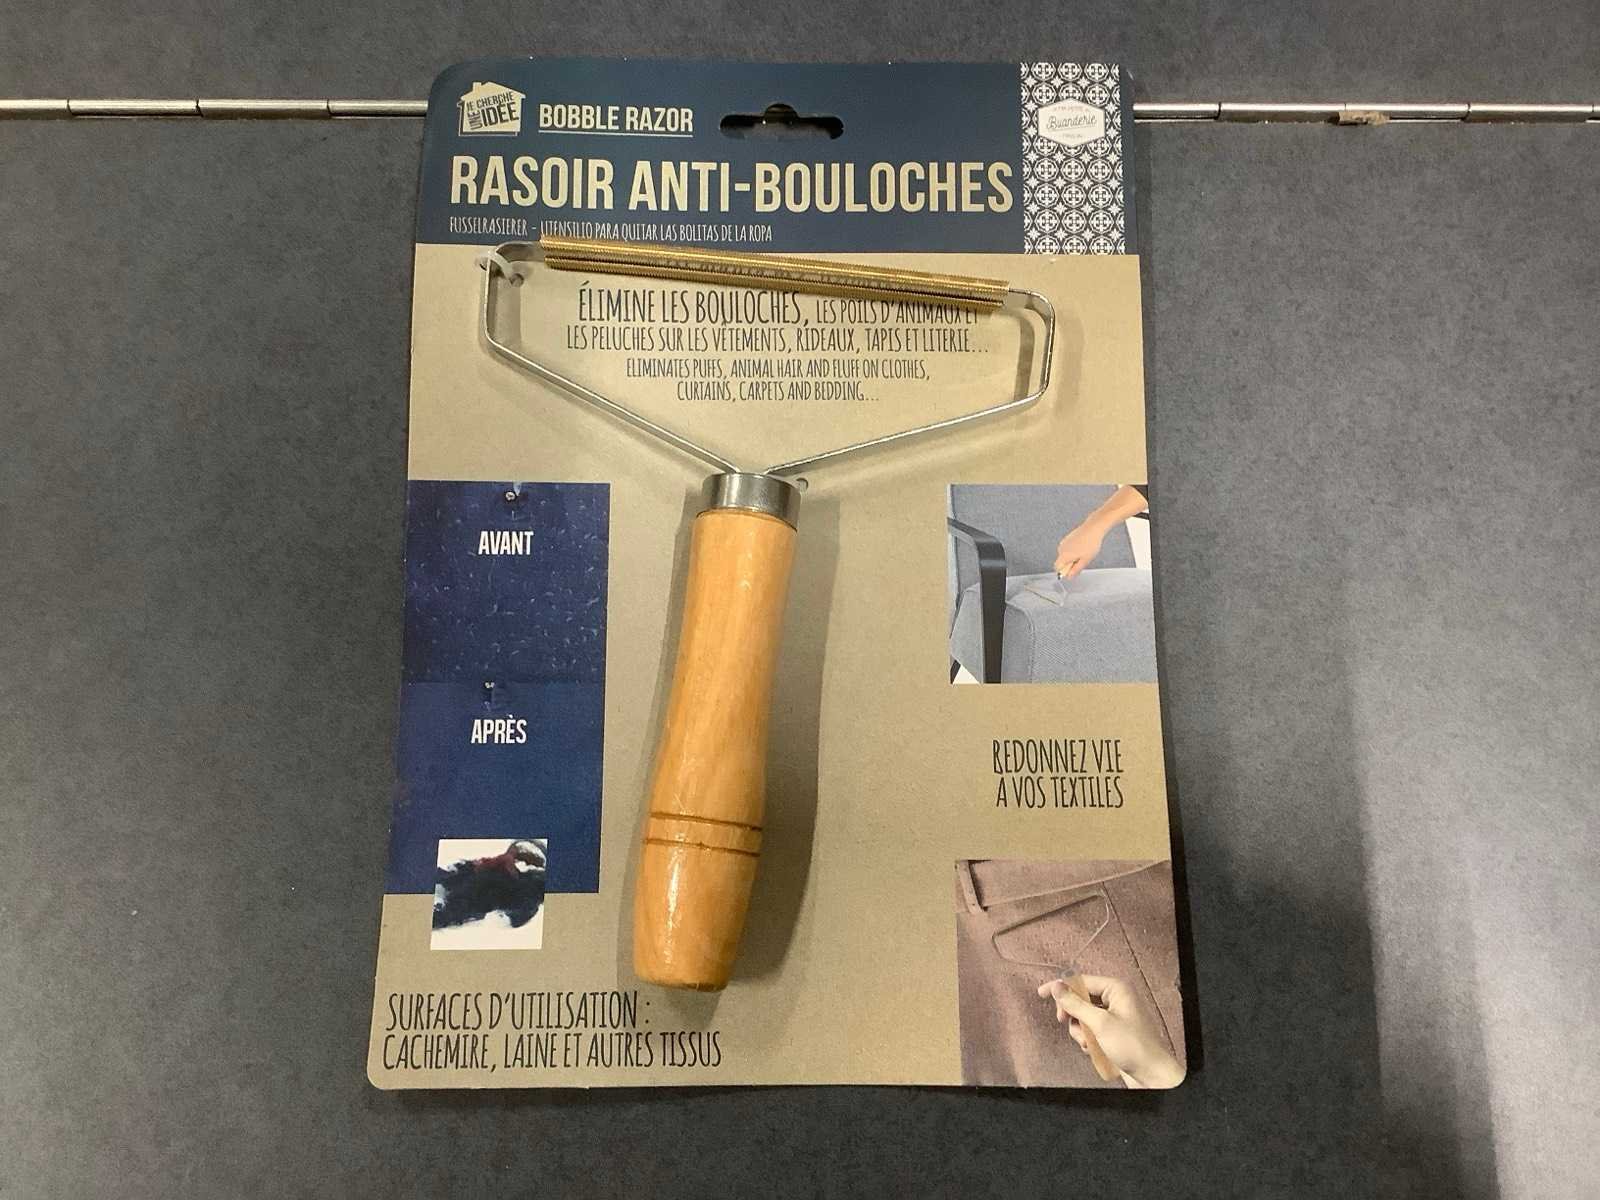 JE CHERCHE
UNE IDÉE
BOBBLE RAZOR
Buanderie
RASOIR ANTI-BOULOCHES
FUSSELRASIERER - UTENSILIO PARA QUITAR LAS BOLITAS DE LA ROPA
ÉLIMINE LES BOULOCHES, LES POILS D'ANIMAUX ET
LES PELUCHES SUR LES VÊTEMENTS, RIDEAUX, TAPIS ET LITERIE...
ELIMINATES PUFFS, ANIMAL HAIR AND FLUFF ON CLOTHES,
CURTAINS, CARPETS AND BEDDING...
AVANT
APRÈS
REDONNEZ VIE
À VOS TEXTILES
SURFACES D'UTILISATION :
CACHEMIRE, LAINE ET AUTRES TISSUS